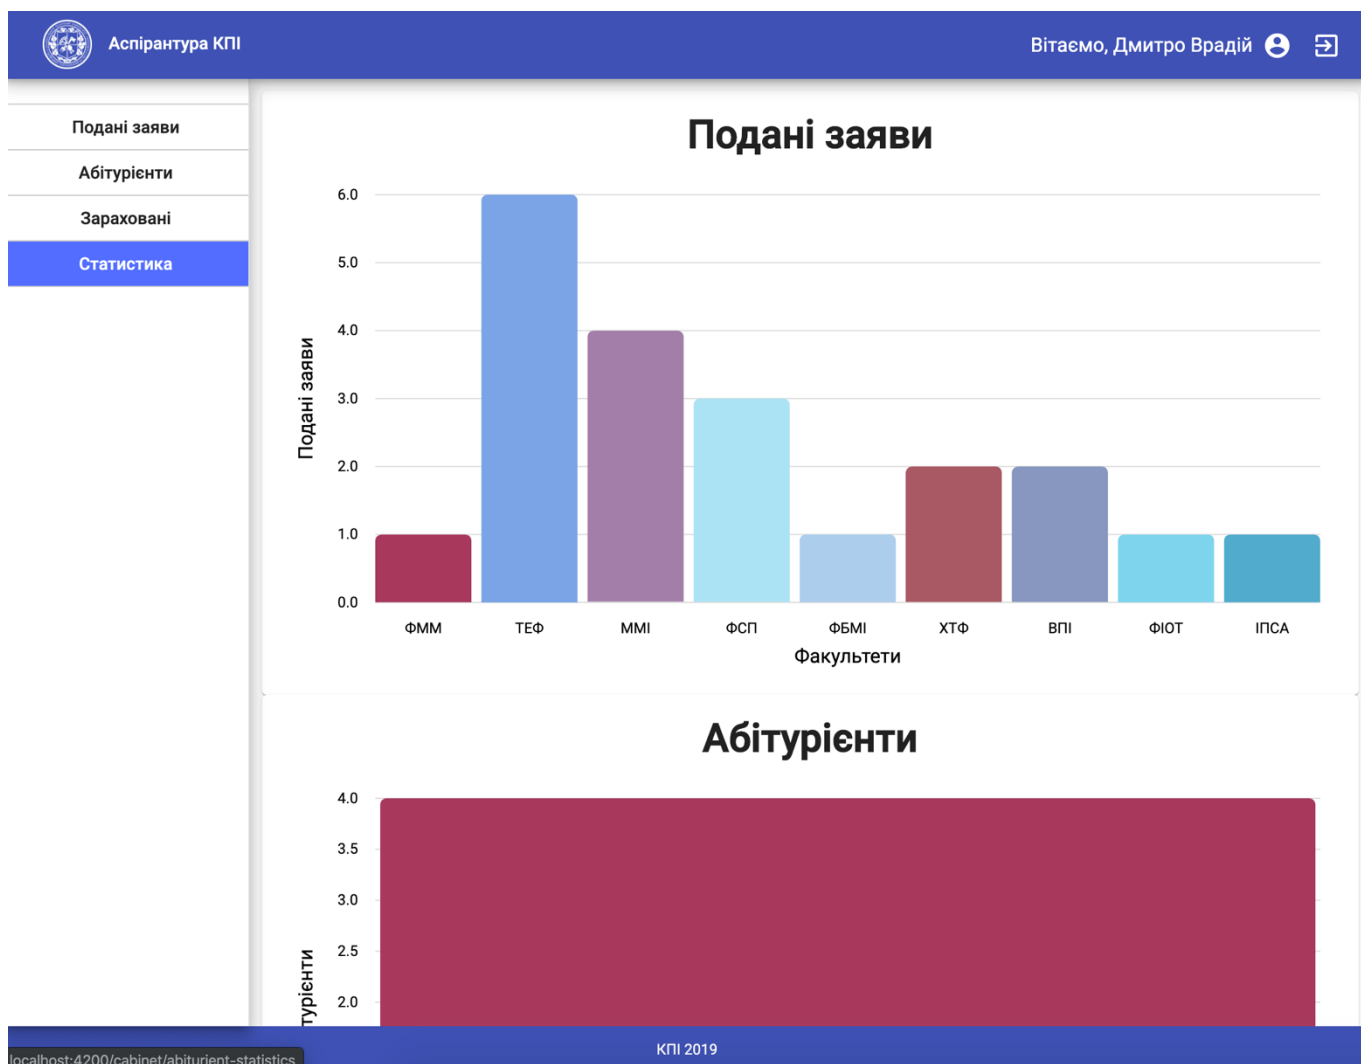 Аспірантура КПІ
Вітаємо, Дмитро Врадій
Подані заяви
Абітурієнти
Зараховані
Статистика
Подані заяви
6.0
5.0
4.0
3.0
2.0
1.0
0.0
Подані заяви
ФММ ТЕФ ММІ ФСП ФБМІ ХТФ ВПІ ФІОТ ІПСА
Факультети
Абітурієнти
4.0
3.5
3.0
2.5
2.0
турієнти
КПІ 2019
localhost:4200/cabinet/abiturient-statistics